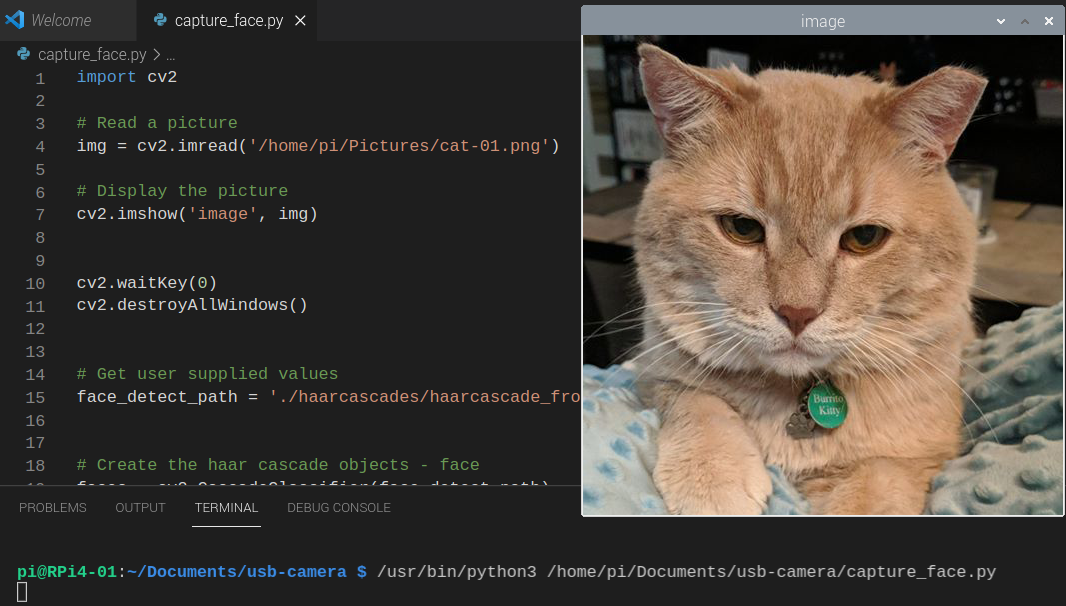 Welcome
capture_face.py
capture_face.py > ...
1 import cv2
2
3 # Read a picture
4 img = cv2.imread('/home/pi/Pictures/cat-01.png')
5
6 # Display the picture
7 cv2.imshow('image', img)
8
9
10 cv2.waitKey(0)
11 cv2.destroyAllWindows()
12
13
14 # Get user supplied values
15 face_detect_path = './haarcascades/haarcascade_fro
16
17
18 # Create the haar cascade objects - face
image
Burrito
Kitty
PROBLEMS OUTPUT TERMINAL DEBUG CONSOLE
pi@RPi4-01:~/Documents/usb-camera $ /usr/bin/python3 /home/pi/Documents/usb-camera/capture_face.py